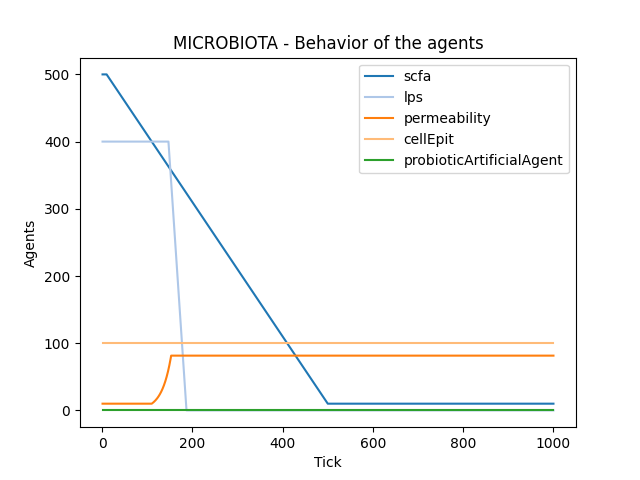 MICROBIOTA - Behavior of the agents
scfa
lps
permeability
cellEpit
probioticArtificialAgent
500
400
300
200
100
0
Agents
0 200 400 600 800 1000
Tick